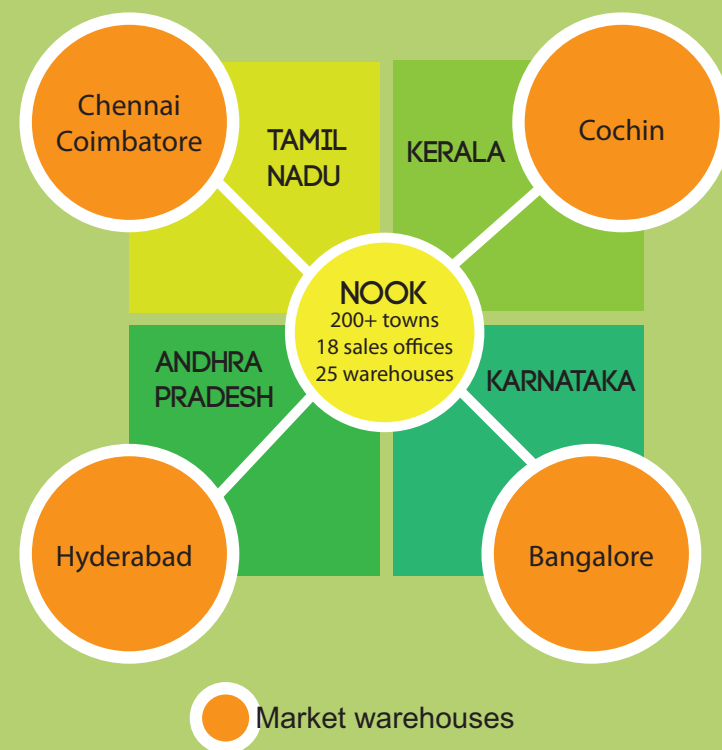 Chennai
Coimbatore
TAMIL
NADU
KERALA
Cochin
NOOK
200+ towns
18 sales offices
25 warehouses
ANDHRA
PRADESH
KARNATAKA
Hyderabad
Bangalore
Market warehouses